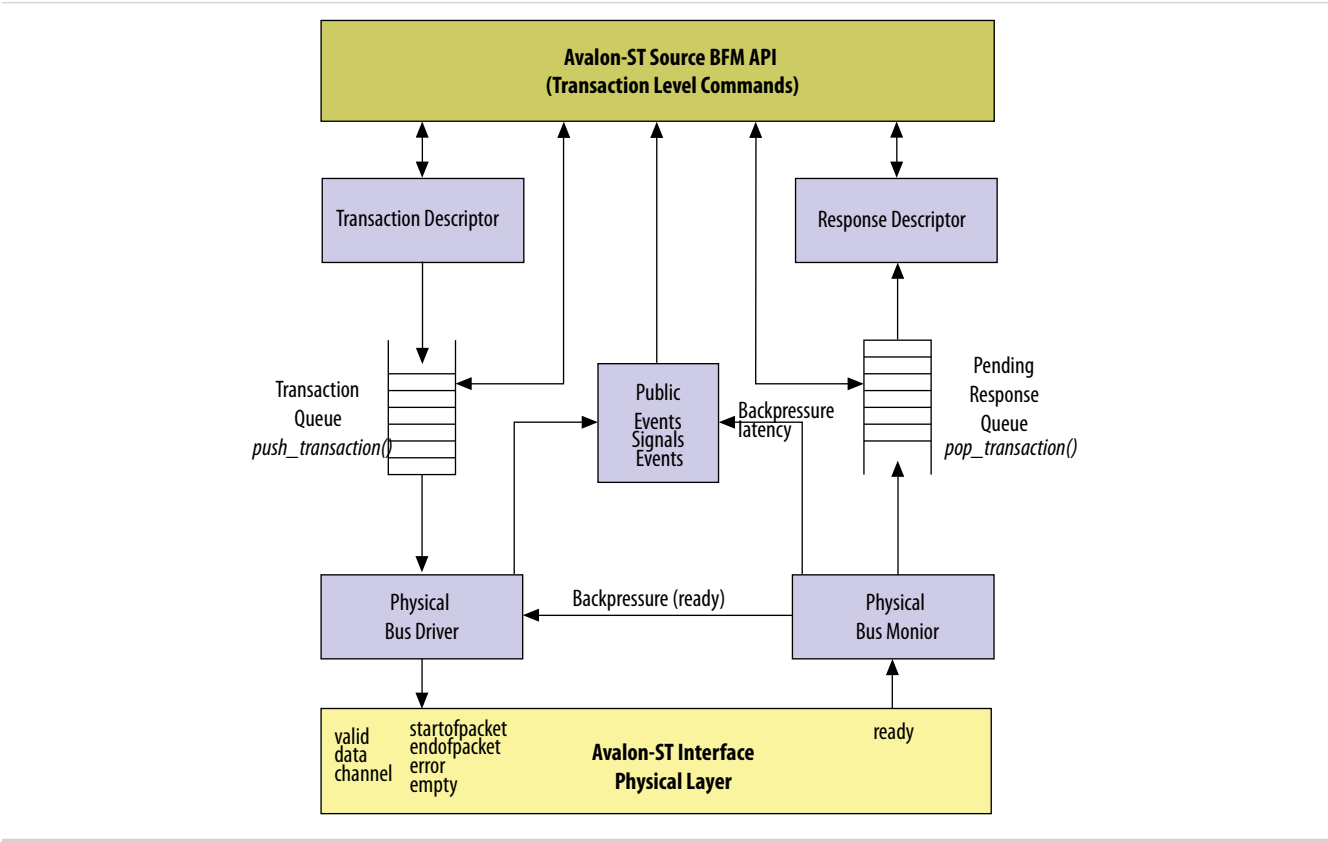 Avalon-ST Source BFM API
(Transaction Level Commands)
Transaction Descriptor
Response Descriptor
Transaction
Queue
push_transaction()
Public
Events
Signals
Events
Backpressure
latency
Pending
Response
Queue
pop_transaction()
Physical
Bus Driver
Backpressure (ready)
Physical
Bus Monior
valid
data
channel
startofpacket
endofpacket
error
empty
Avalon-ST Interface
Physical Layer
ready